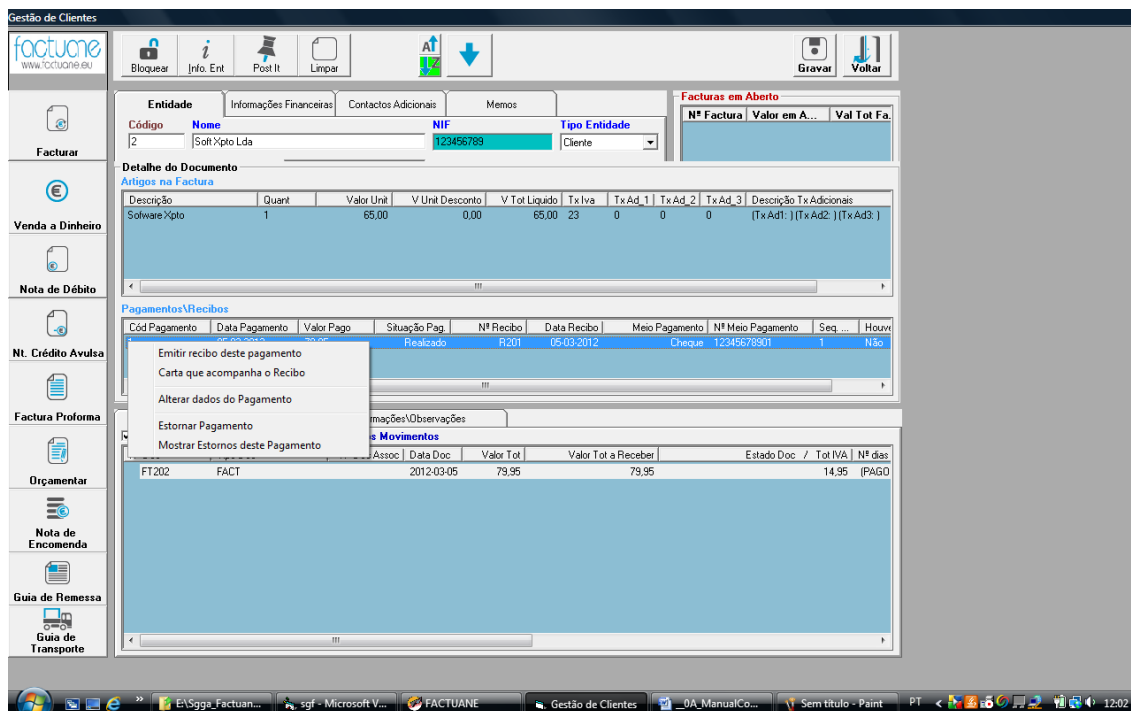 Gestão de Clientes
factuane
www.factuane.eu
Bloquear Info. Ent Post It Limpar Gravar Voltar
Facturar
Venda a Dinheiro
Nota de Débito
Nt. Crédito Avulsa
Factura Proforma
Orçamentar
Nota de
Encomenda
Guia de Remessa
Guia de
Transporte
Entidade Informações Financeiras Contactos Adicionais Memos
Código Nome NIF Tipo Entidade
2 Soft Xpto Lda 123456789 Cliente
Facturas em Aberto
Nª Factura Valor em A... Val Tot Fa.
Detalhe do Documento
Artigos na Factura
Descrição Quant Valor Unit V Unit Desconto V Tot Liquido Tx Iva Tx Ad_1 Tx Ad_2 Tx Ad_3 Descrição Tx Adicionais
Sofware Xpto 1 65,00 0,00 65,00 23 0 0 0 (Tx Ad1: ) (Tx Ad2: ) (Tx Ad3: )
Pagamentos\Recibos
Cód Pagamento Data Pagamento Valor Pago Situação Pag. Nª Recibo Data Recibo Meio Pagamento Nª Meio Pagamento Seq. ... Houve
Realizado R201 05-03-2012 Cheque 12345678901 1 Não
Emitir recibo deste pagamento
Carta que acompanha o Recibo
Alterar dados do Pagamento
Estornar Pagamento
Mostrar Estornos deste Pagamento
rmações\Observações
s Movimentos
Assoc Data Doc Valor Tot Valor Tot a Receber Estado Doc / Tot IVA Nª dias
FT202 FACT 2012-03-05 79,95 79,95 14,95 (PAGO
E:\Sgga_Factuan... sgf - Microsoft V... FACTUANE Gestão de Clientes _0A_ManualCo... Sem título - Paint PT 12:02